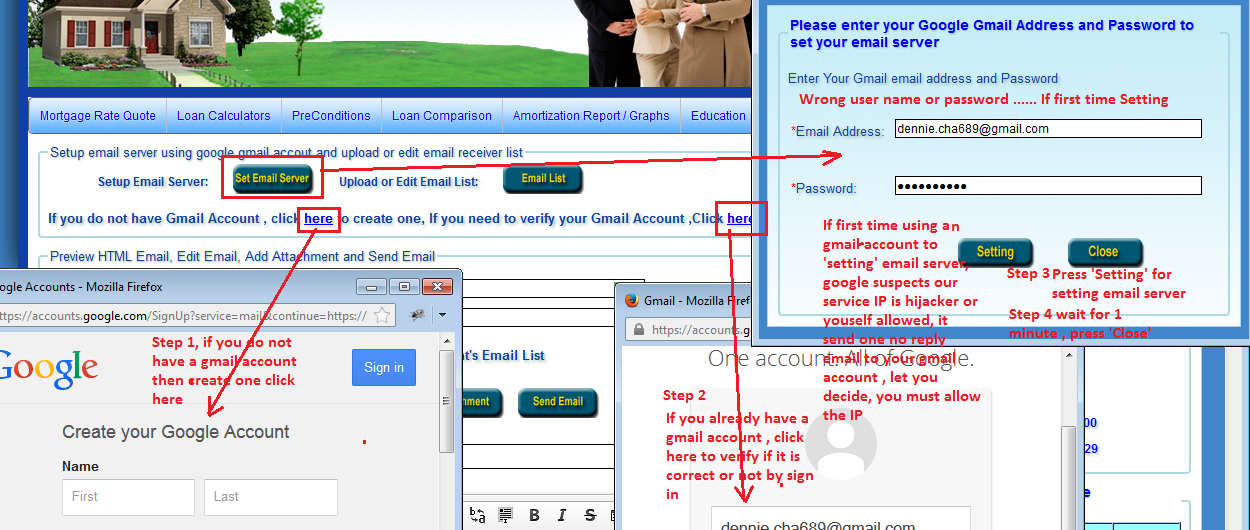 Mortgage Rate Quote
Loan Calculators
PreConditions
Loan Comparison
Amortization Report / Graphs
Education
Setup email server using google gmail accout and upload or edit email receiver list
Setup Email Server:
Set Email Server
Upload or Edit Email List:
Email List
If you do not have Gmail Account , click here to create one, If you need to verify your Gmail Account ,Click here
Preview HTML Email, Edit Email, Add Attachment and Send Email
Please enter your Google Gmail Address and Password to
set your email server
Enter Your Gmail email address and Password
Wrong user name or password ...... If first time Setting
*Email Address:
dennie.cha689@gmail.com
*Password:
If first time using an
gmail account to
'setting' email server,
google suspects our
service IP is hijacker or
youself allowed, it
send one no reply
email to your gmail
account , let you
decide, you must allow
the IP
Setting
Close
Step 3 Press 'Setting' for
setting email server
Step 4 wait for 1
minute , press 'Close'
ogle Accounts - Mozilla Firefox
ttps://accounts.google.com/SignUp?service=mail&continue=https://
Google
Step 1, if you do not
have a gmail account
then create one click
here
Sign in
Create your Google Account
Name
First
Last
nt's Email List
hment
Send Email
B I S
Gmail - Mozilla Firef
https://accounts.g
One account. All of Google.
Step 2
If you already have a
gmail account , click
here to verify if it is
correct or not by sign
in
dennie.cha689@gmail.com
00
29
e